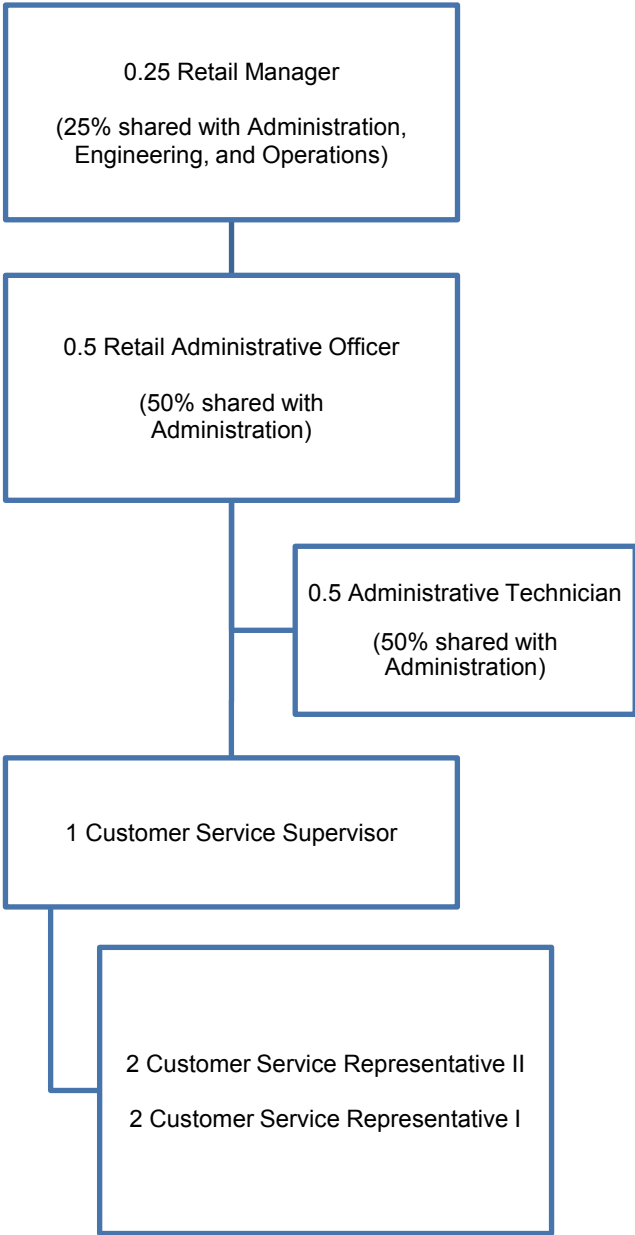 0.25 Retail Manager
(25% shared with Administration,
Engineering, and Operations)
0.5 Retail Administrative Officer
(50% shared with
Administration)
0.5 Administrative Technician
(50% shared with
Administration)
1 Customer Service Supervisor
2 Customer Service Representative II
2 Customer Service Representative I